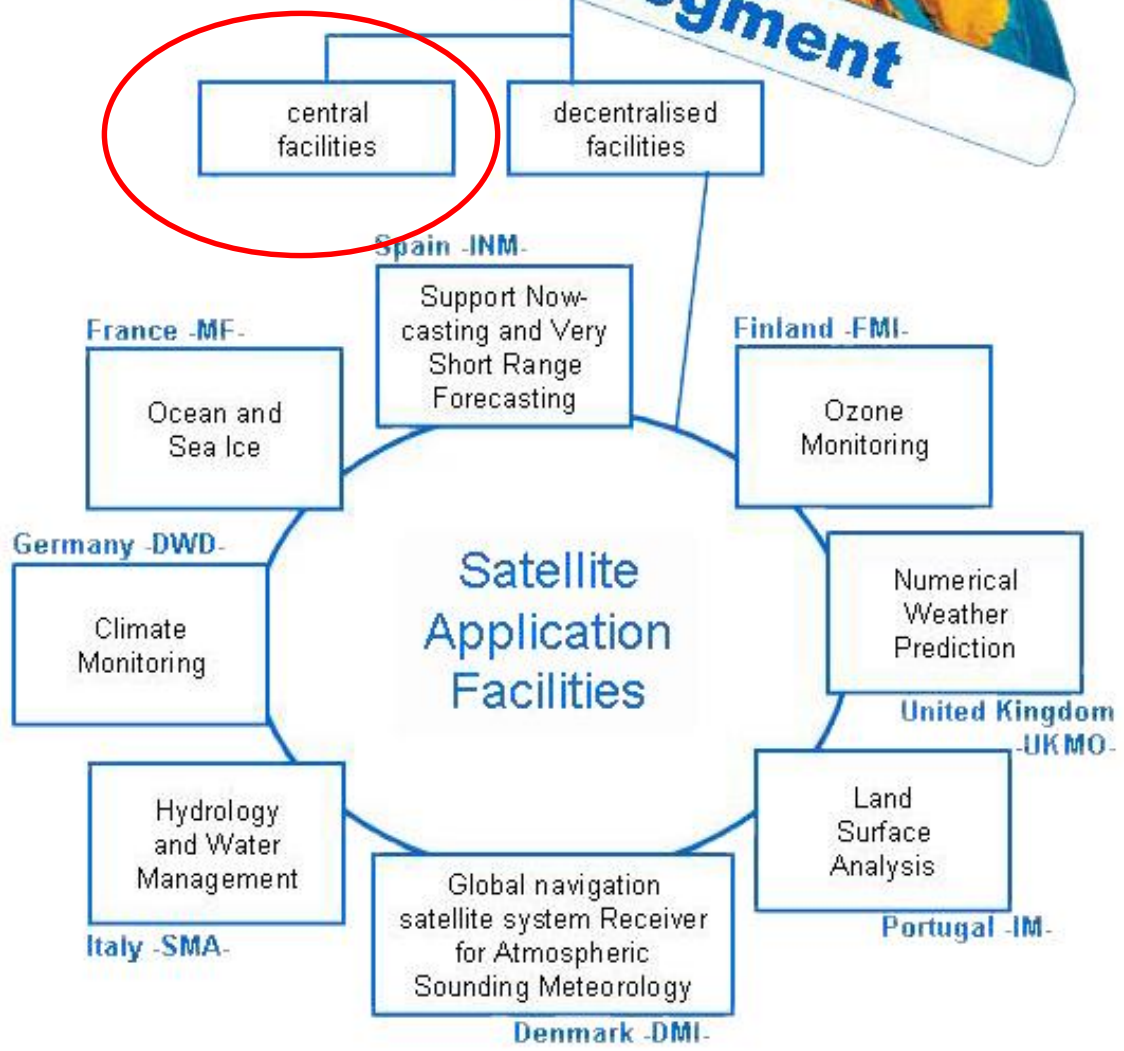 central
facilities
decentralised
facilities
Spain -INM-
Support Now-
casting and Very
Short Range
Forecasting
France -MF-
Ocean and
Sea Ice
Finland -FMI-
Ozone
Monitoring
Germany -DWD-
Climate
Monitoring
Satellite
Application
Facilities
Numerical
Weather
Prediction
United Kingdom
-UKMO-
Hydrology
and Water
Management
Italy -SMA-
Global navigation
satellite system Receiver
for Atmospheric
Sounding Meteorology
Denmark -DMI-
Land
Surface
Analysis
Portugal -IM-